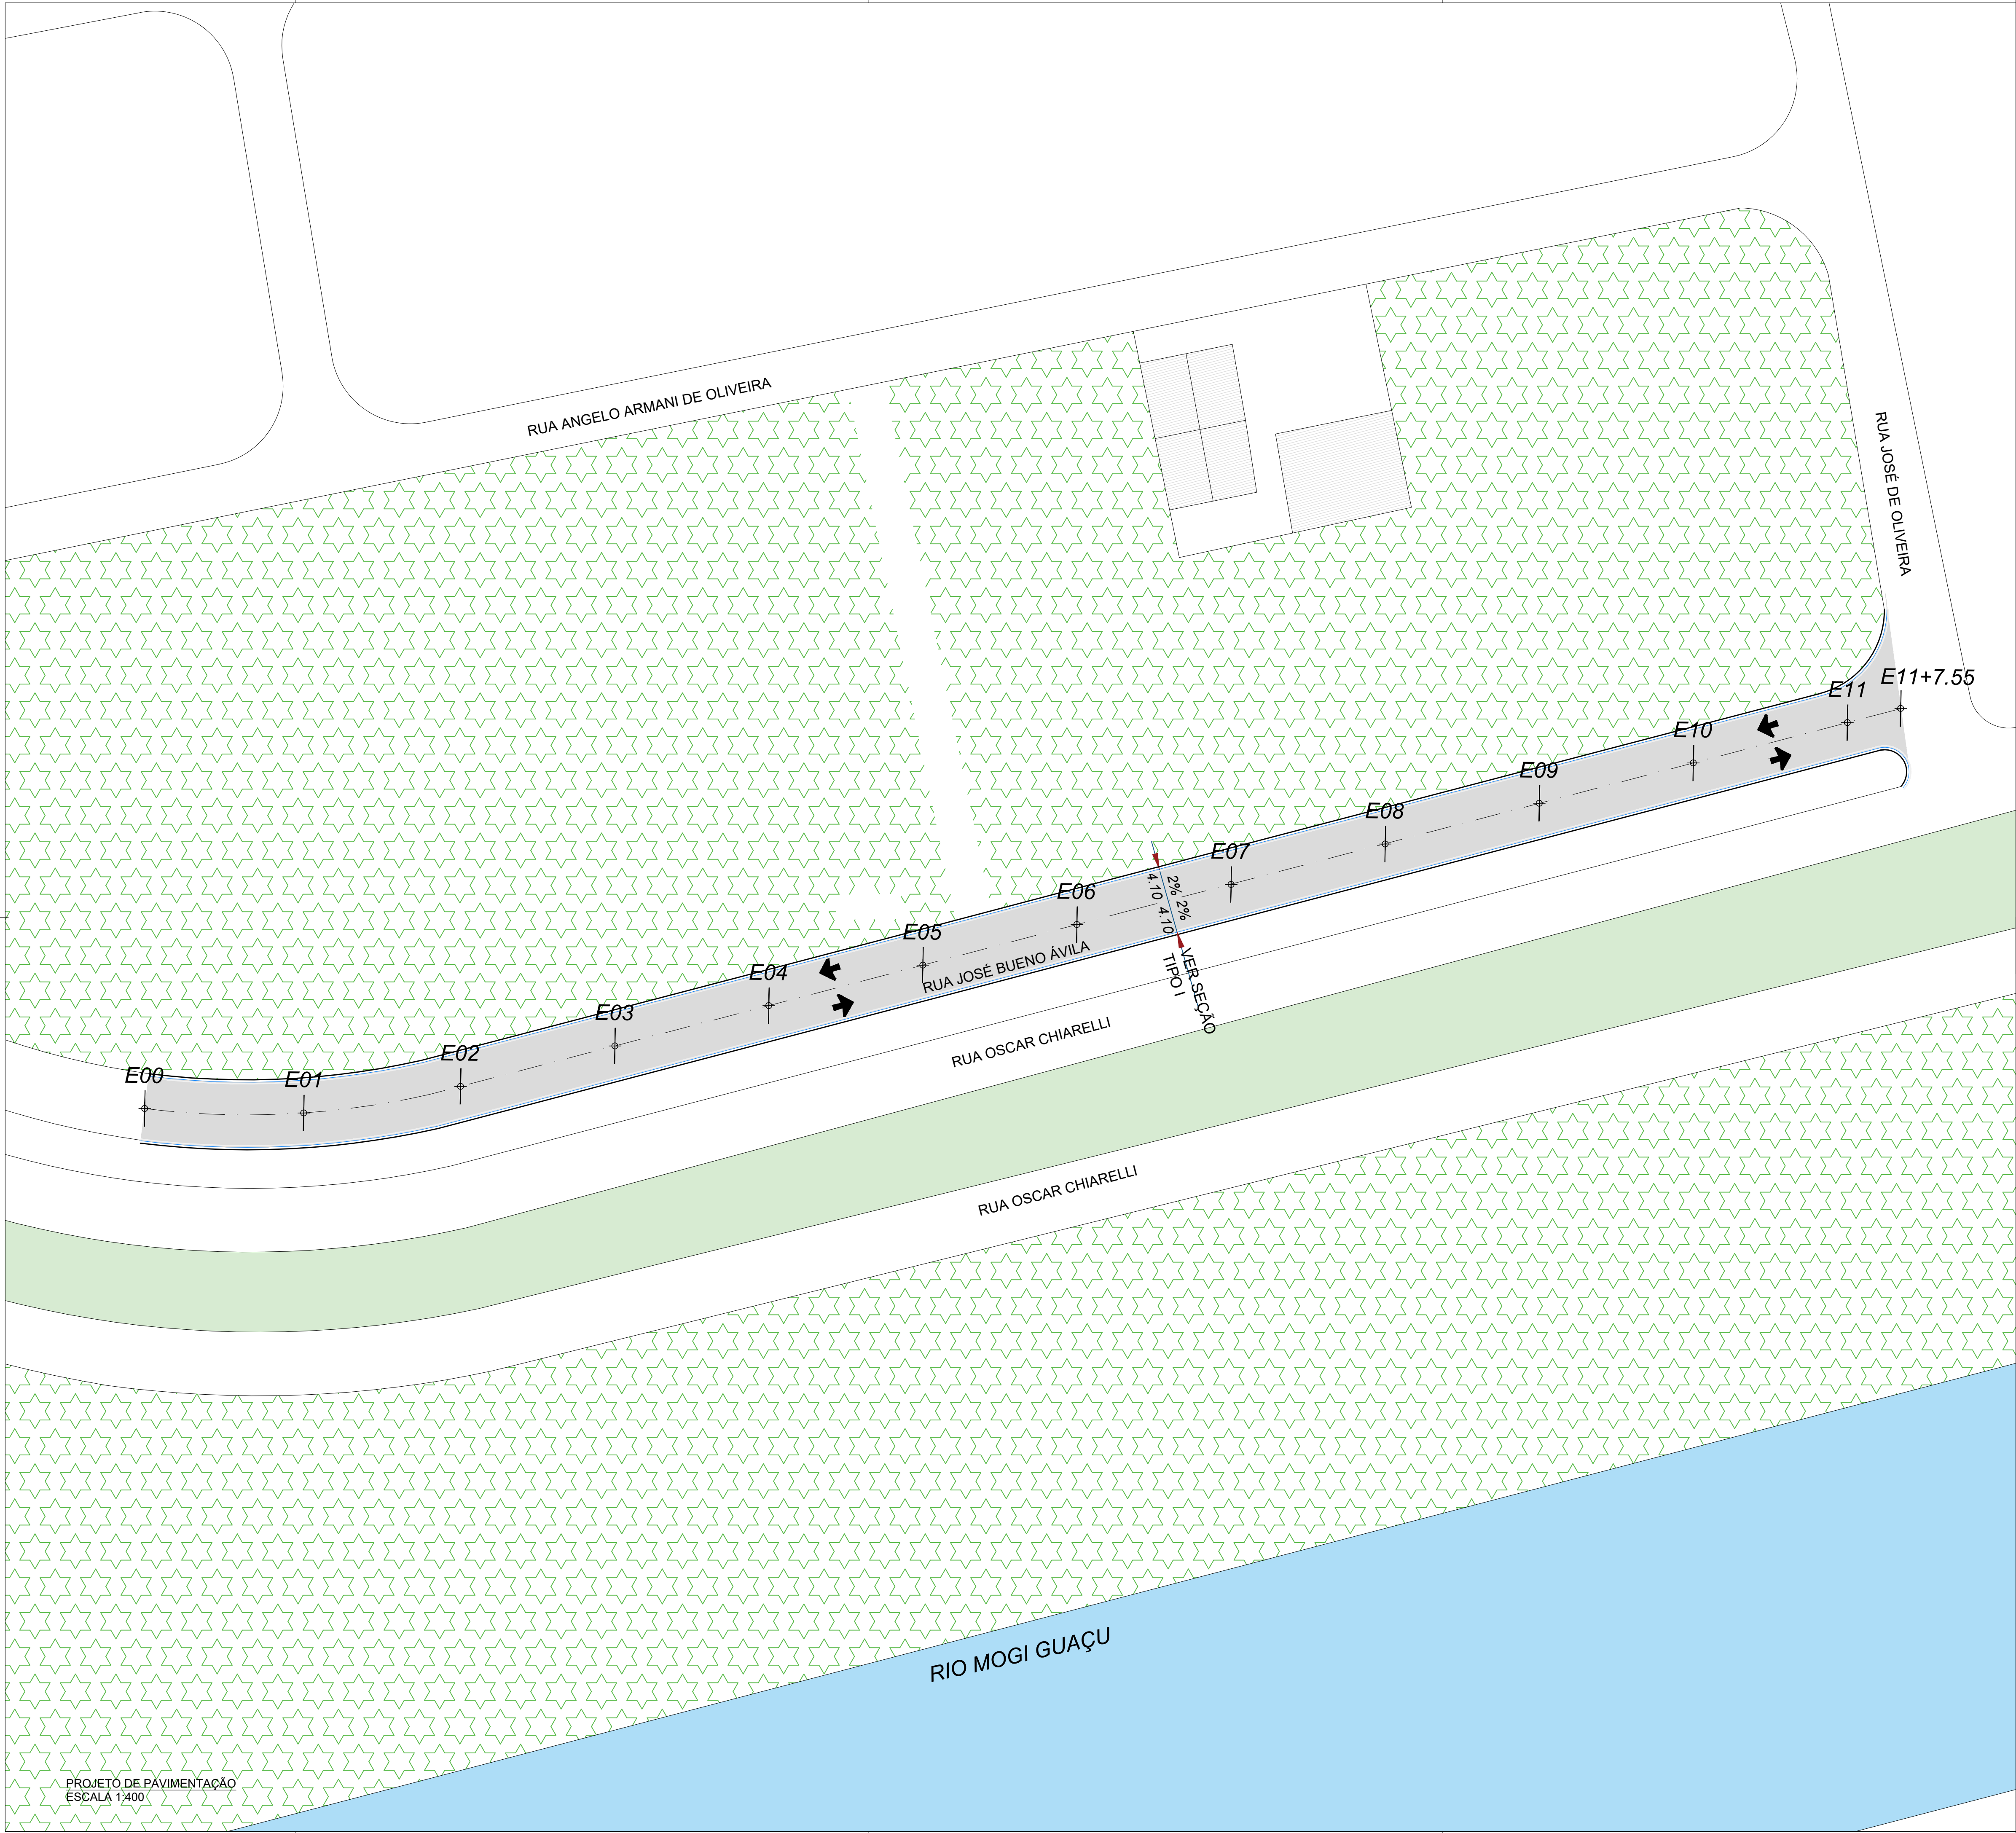 RUA ANGELO ARMANI DE OLIVEIRA
RUA JOSÉ DE OLIVEIRA
E11+7.55
E11
E10
E09
E08
E07
E06
E05
E04
E03
E02
E01
E00
2% 2%
4.10 4.10
RUA JOSÉ BUENO ÁVILA
VER SEÇÃO
TIPO I
RUA OSCAR CHIARELLI
RUA OSCAR CHIARELLI
RIO MOGI GUAÇU
PROJETO DE PAVIMENTAÇÃO
ESCALA 1:400